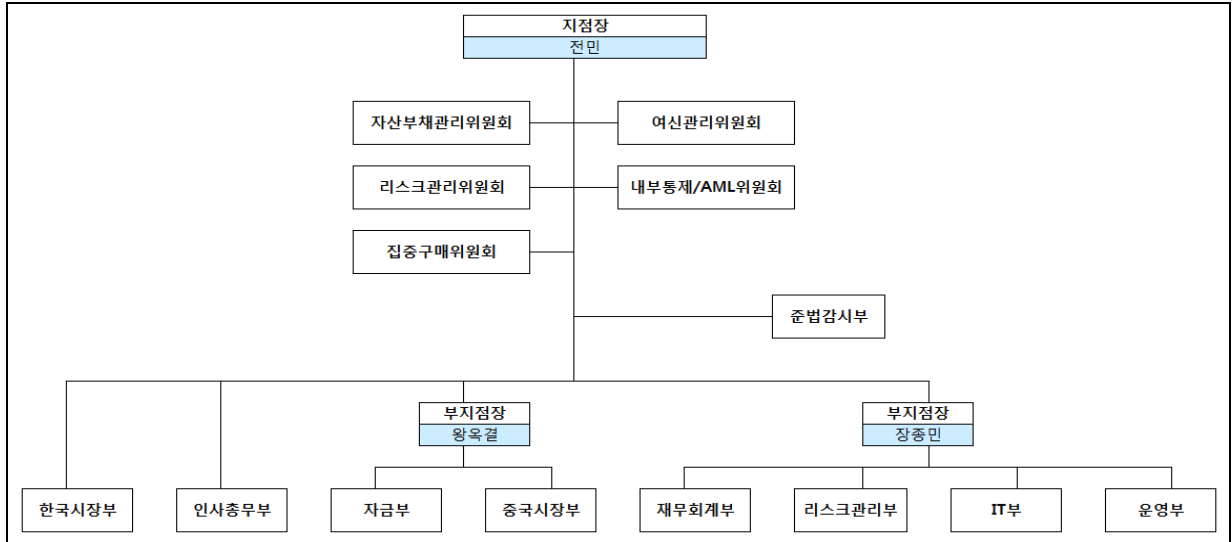 지점장
전민
자산부채관리위원회
여신관리위원회
리스크관리위원회
내부통제/AML위원회
집중구매위원회
준법감시부
부지점장
왕옥결
부지점장
장종민
한국시장부
인사총무부
자금부
중국시장부
재무회계부
리스크관리부
IT부
운영부